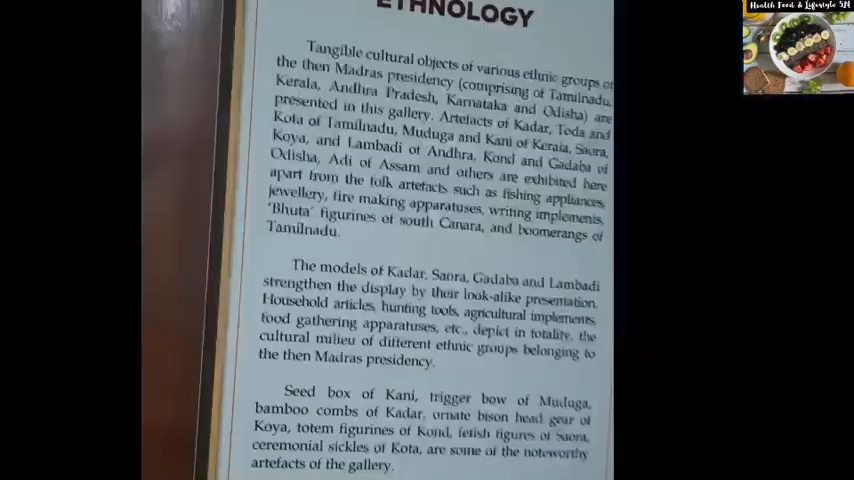 Health Food & Lifestyle SM
ETHNOLOGY
Tangible cultural objects of various ethnic groups of
the then Madras presidency (comprising of Tamilnadu,
Kerala, Andhra Pradesh, Karnataka and Odisha) are
presented in this gallery. Artefacts of Kadar, Toda and
Kota of Tamilnadu, Muduga and Kani of Kerala, Saora,
Koya, and Lambadi of Andhra, Kond and Gadaba of
Odisha, Adi of Assam and others are exhibited here
apart from the folk artefacts such as fishing appliances,
jewellery, fire making apparatuses, writing implements,
'Bhuta' figurines of south Canara, and boomerangs of
Tamilnadu.
The models of Kadar, Saora, Gadaba and Lambadi
strengthen the display by their look-alike presentation.
Household articles, hunting tools, agricultural implements,
food gathering apparatuses, etc., depict in totality, the
cultural milieu of different ethnic groups belonging to
the then Madras presidency.
Seed box of Kani, trigger bow of Muduga,
bamboo combs of Kadar, ornate bison head gear of
Koya, totem figurines of Kond, fetish figures of Saora,
ceremonial sickles of Kota, are some of the noteworthy
artefacts of the gallery.